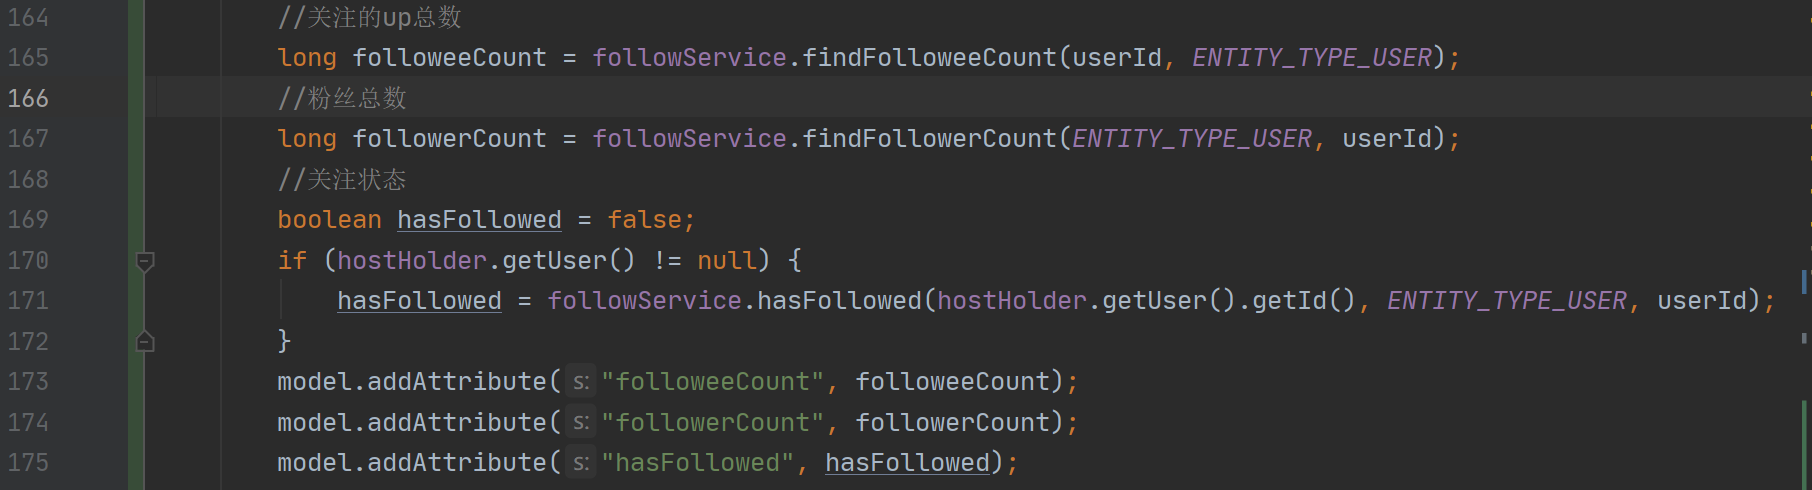 164 //关注的up总数
165 long followeeCount = followService.findFolloweeCount(userId, ENTITY_TYPE_USER);
166 //粉丝总数
167 long followerCount = followService.findFollowerCount(ENTITY_TYPE_USER, userId);
168 //关注状态
169 boolean hasFollowed = false;
170 if (hostHolder.getUser() != null) {
171 hasFollowed = followService.hasFollowed(hostHolder.getUser().getId(), ENTITY_TYPE_USER, userId);
172 }
173 model.addAttribute( s: "followeeCount", followeeCount);
174 model.addAttribute( s: "followerCount", followerCount);
175 model.addAttribute( s: "hasFollowed", hasFollowed);